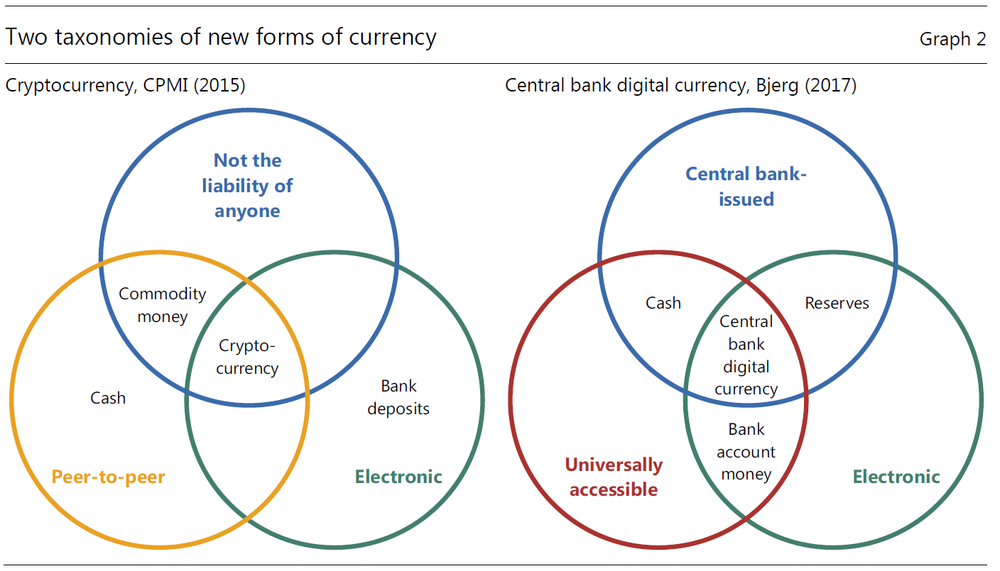 Two taxonomies of new forms of currency
Graph 2
Cryptocurrency, CPMI (2015)
Not the
liability of
anyone
Commodity
money
Crypto-
currency
Cash
Bank
deposits
Peer-to-peer
Electronic
Central bank digital currency, Bjerg (2017)
Central bank-
issued
Cash
Reserves
Central
bank
digital
currency
Bank
account
money
Universally
accessible
Electronic